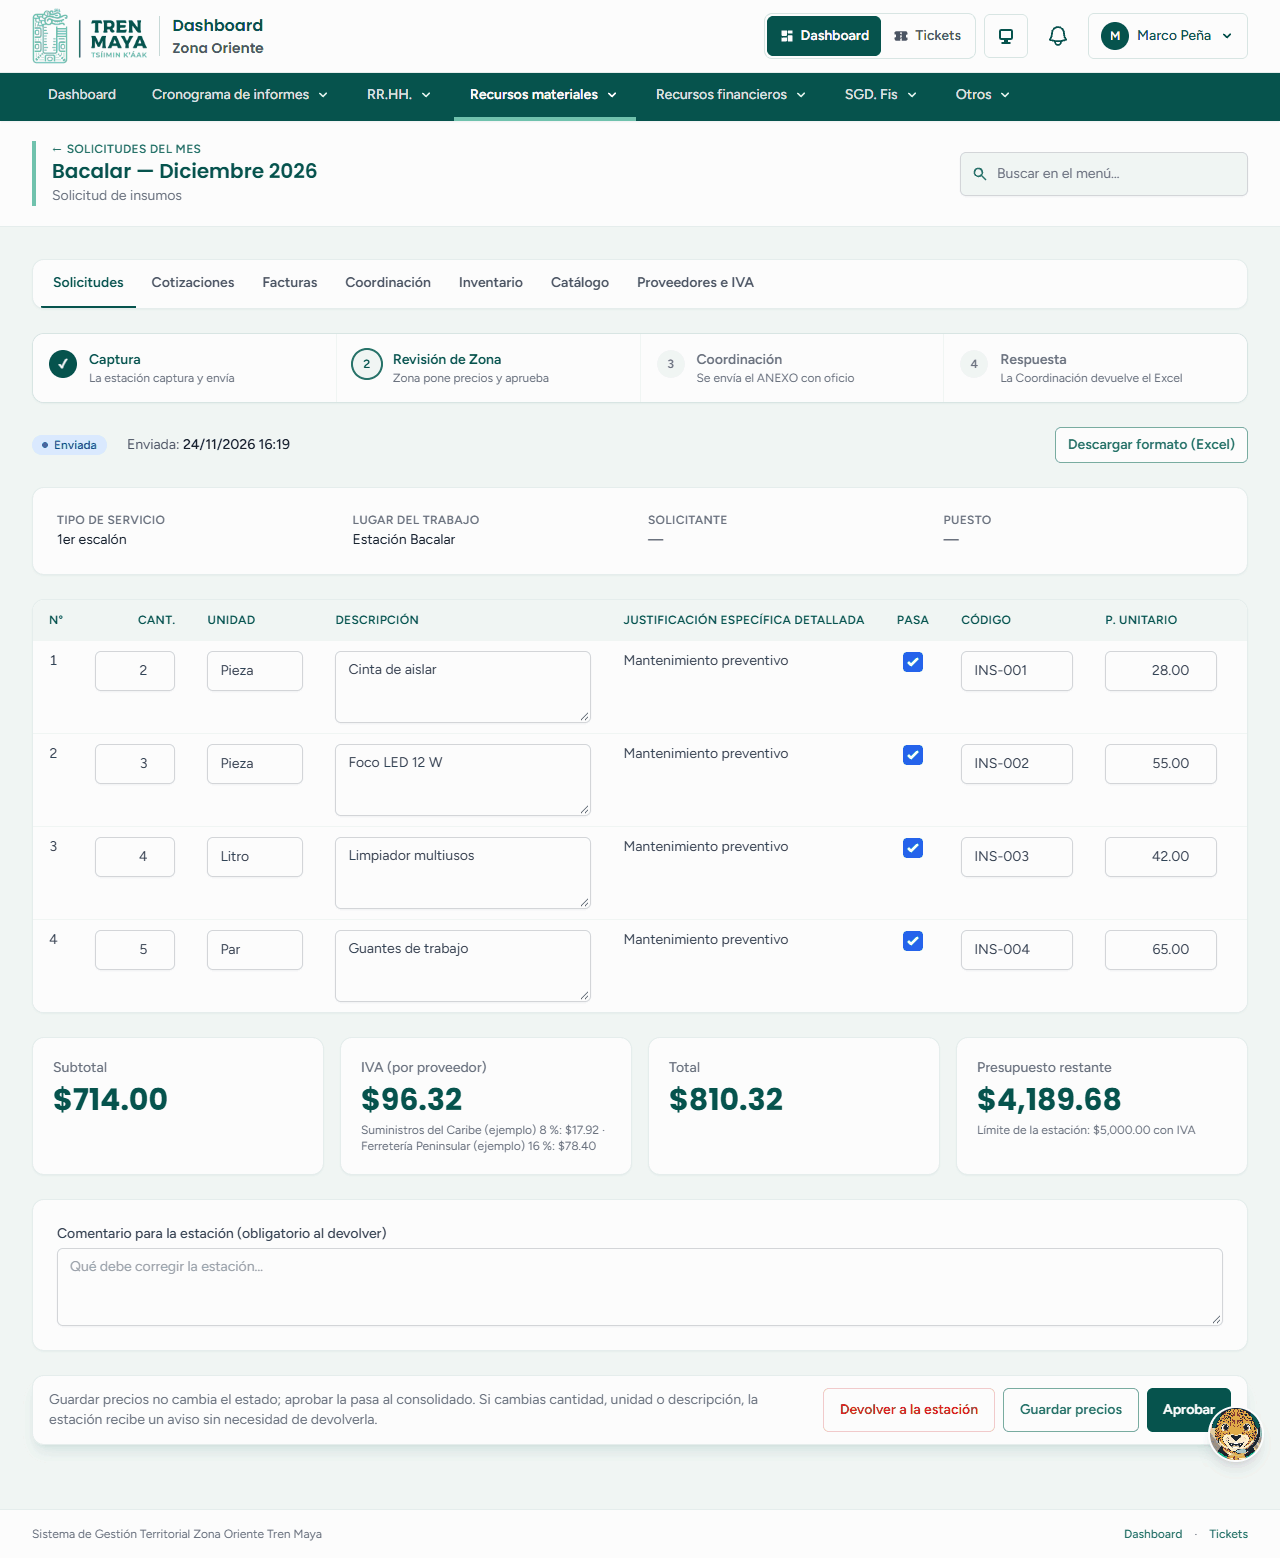 TREN
MAYA
TSÍIMIN K'ÁAK
Dashboard
Zona Oriente
Dashboard
Tickets
M
Marco Peña
Dashboard
Cronograma de informes
RR.HH.
Recursos materiales
Recursos financieros
SGD. Fis
Otros
← SOLICITUDES DEL MES
Bacalar — Diciembre 2026
Solicitud de insumos
Buscar en el menú...
Solicitudes
Cotizaciones
Facturas
Coordinación
Inventario
Catálogo
Proveedores e IVA
✓
Captura
La estación captura y envía
2
Revisión de Zona
Zona pone precios y aprueba
3
Coordinación
Se envía el ANEXO con oficio
4
Respuesta
La Coordinación devuelve el Excel
Enviada
Enviada: 24/11/2026 16:19
Descargar formato (Excel)
TIPO DE SERVICIO
1er escalón
LUGAR DEL TRABAJO
Estación Bacalar
SOLICITANTE
—
PUESTO
—
N° CANT. UNIDAD DESCRIPCIÓN JUSTIFICACIÓN ESPECÍFICA DETALLADA PASA CÓDIGO P. UNITARIO
1 2 Pieza Cinta de aislar Mantenimiento preventivo INS-001 28.00
2 3 Pieza Foco LED 12 W Mantenimiento preventivo INS-002 55.00
3 4 Litro Limpiador multiusos Mantenimiento preventivo INS-003 42.00
4 5 Par Guantes de trabajo Mantenimiento preventivo INS-004 65.00
Subtotal
$714.00
IVA (por proveedor)
$96.32
Suministros del Caribe (ejemplo) 8 %: $17.92 ·
Ferretería Peninsular (ejemplo) 16 %: $78.40
Total
$810.32
Presupuesto restante
$4,189.68
Límite de la estación: $5,000.00 con IVA
Comentario para la estación (obligatorio al devolver)
Qué debe corregir la estación...
Guardar precios no cambia el estado; aprobar la pasa al consolidado. Si cambias cantidad, unidad o descripción, la
estación recibe un aviso sin necesidad de devolverla.
Devolver a la estación
Guardar precios
Aprobar
Sistema de Gestión Territorial Zona Oriente Tren Maya
Dashboard · Tickets